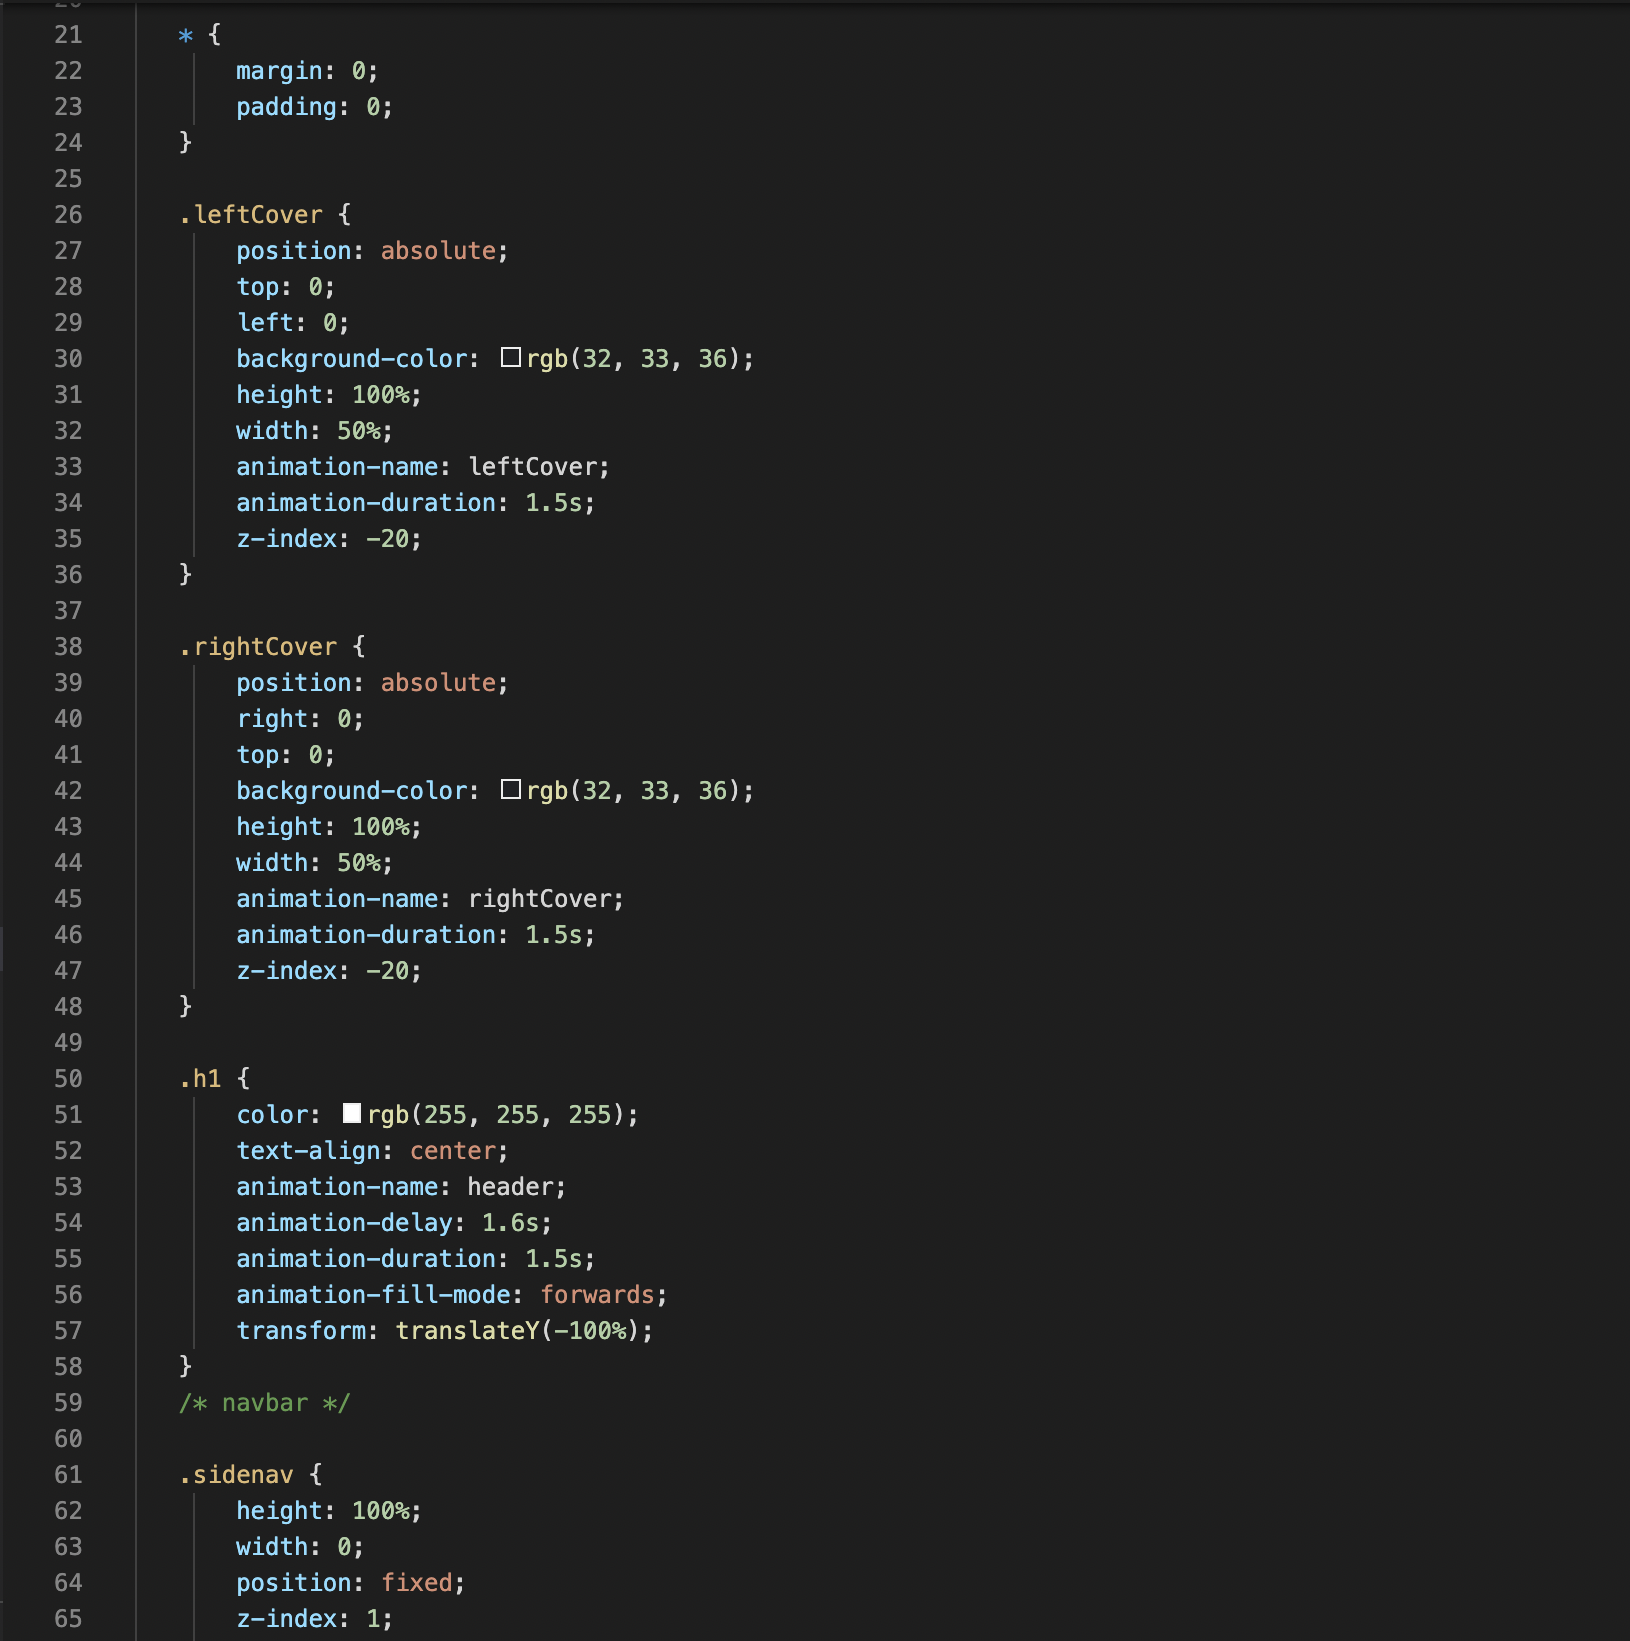 21 * {
22 margin: 0;
23 padding: 0;
24 }
25
26 .leftCover {
27 position: absolute;
28 top: 0;
29 left: 0;
30 background-color: rgb(32, 33, 36);
31 height: 100%;
32 width: 50%;
33 animation-name: leftCover;
34 animation-duration: 1.5s;
35 z-index: -20;
36 }
37
38 .rightCover {
39 position: absolute;
40 right: 0;
41 top: 0;
42 background-color: rgb(32, 33, 36);
43 height: 100%;
44 width: 50%;
45 animation-name: rightCover;
46 animation-duration: 1.5s;
47 z-index: -20;
48 }
49
50 .h1 {
51 color: rgb(255, 255, 255);
52 text-align: center;
53 animation-name: header;
54 animation-delay: 1.6s;
55 animation-duration: 1.5s;
56 animation-fill-mode: forwards;
57 transform: translateY(-100%);
58 }
59 /* navbar */
60
61 .sidenav {
62 height: 100%;
63 width: 0;
64 position: fixed;
65 z-index: 1;